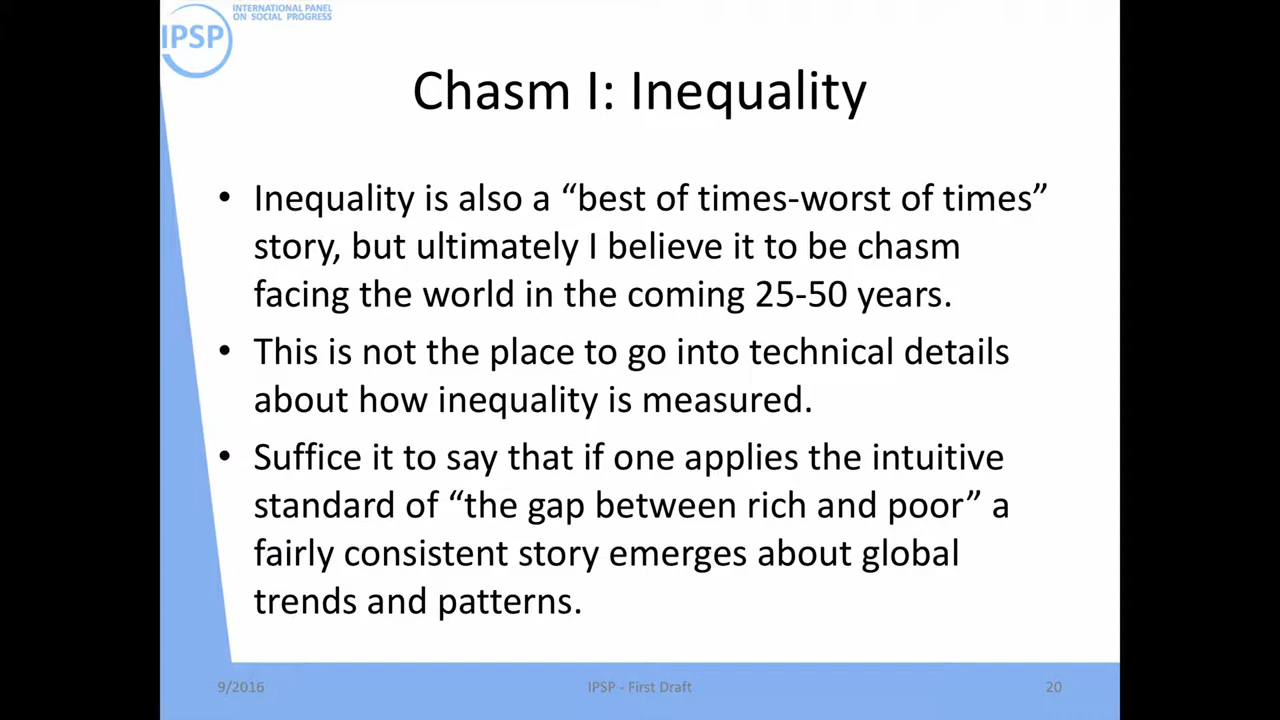 INTERNATIONAL PANEL
ON SOCIAL PROGRESS
IPSP
Chasm I: Inequality
• Inequality is also a “best of times-worst of times”
story, but ultimately I believe it to be chasm
facing the world in the coming 25-50 years.
• This is not the place to go into technical details
about how inequality is measured.
• Suffice it to say that if one applies the intuitive
standard of “the gap between rich and poor” a
fairly consistent story emerges about global
trends and patterns.
9/2016
IPSP - First Draft
20